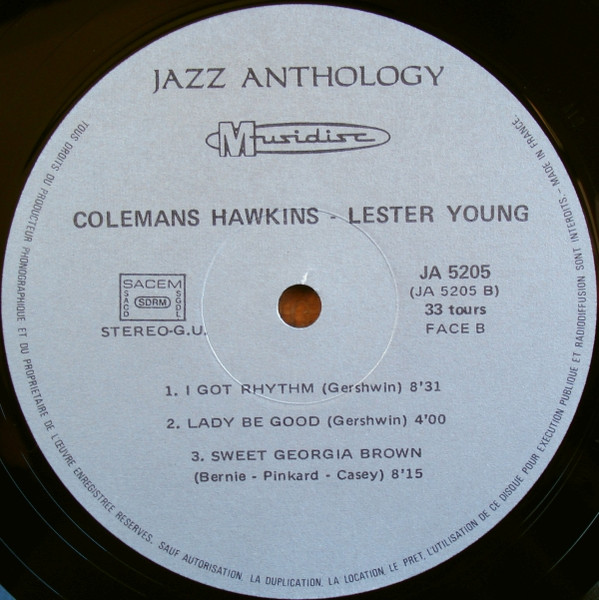 JAZZ ANTHOLOGY
Musidisc
COLEMANS HAWKINS - LESTER YOUNG
SACEM
SACD
SDRM
SGDL
STEREO-G.U.
JA 5205
(JA 5205 B)
33 tours
FACE B
1. I GOT RHYTHM (Gershwin) 8'31
2. LADY BE GOOD (Gershwin) 4'00
3. SWEET GEORGIA BROWN
(Bernie - Pinkard - Casey) 8'15
TOUS DROITS DU PRODUCTEUR PHONOGRAPHIQUE ET DU PROPRIETAIRE DE L'ŒUVRE ENREGISTREE RESERVES. SAUF AUTORISATION, LA DUPLICATION, LA LOCATION, LE PRET, L'UTILISATION DE CE DISQUE POUR EXECUTION PUBLIQUE ET RADIODIFFUSION SONT INTERDITS - MADE IN FRANCE.